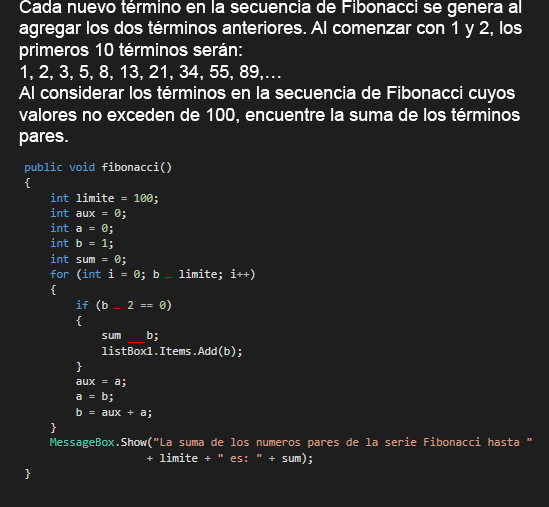 Cada nuevo término en la secuencia de Fibonacci se genera al
agregar los dos términos anteriores. Al comenzar con 1 y 2, los
primeros 10 términos serán:
1, 2, 3, 5, 8, 13, 21, 34, 55, 89,…
Al considerar los términos en la secuencia de Fibonacci cuyos
valores no exceden de 100, encuentre la suma de los términos
pares.
public void fibonacci()
{
int limite = 100;
int aux = 0;
int a = 0;
int b = 1;
int sum = 0;
for (int i = 0; b _ limite; i++)
{
if (b _ 2 == 0)
{
sum __b;
listBox1.Items.Add(b);
}
aux = a;
a = b;
b = aux + a;
}
MessageBox.Show("La suma de los numeros pares de la serie Fibonacci hasta "
+ limite + " es: " + sum);
}